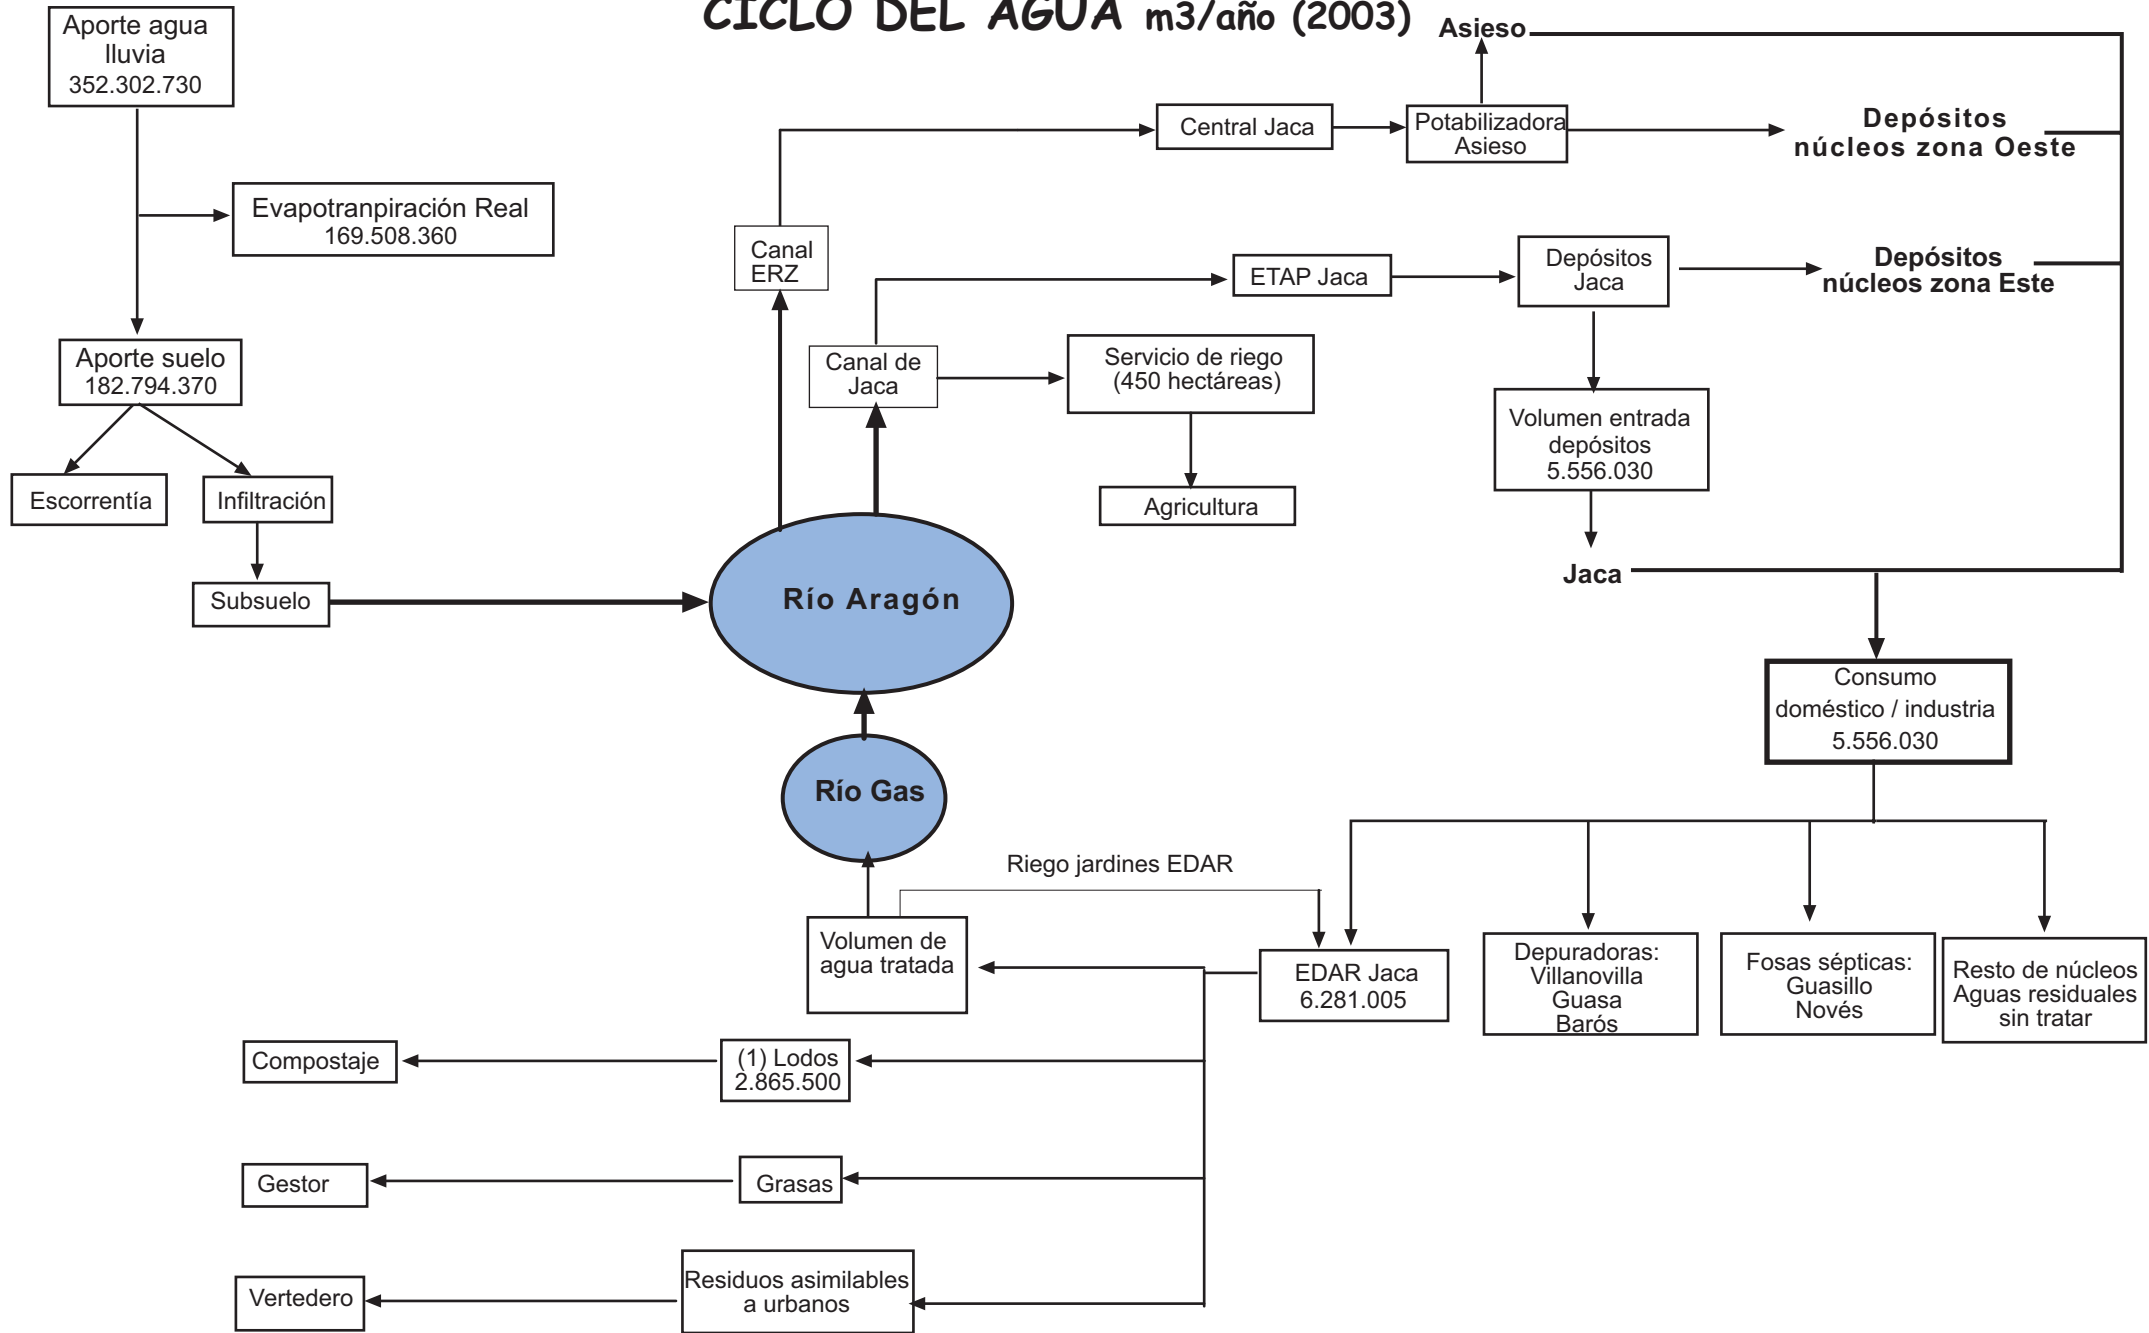 CICLO DEL AGUA m3/año (2003)
Aporte agua
lluvia
352.302.730
Evapotranpiración Real
169.508.360
Aporte suelo
182.794.370
Escorrentía
Infiltración
Subsuelo
Asieso
Central Jaca
Potabilizadora
Asieso
Depósitos
núcleos zona Oeste
Canal
ERZ
ETAP Jaca
Depósitos
Jaca
Depósitos
núcleos zona Este
Canal de
Jaca
Servicio de riego
(450 hectáreas)
Agricultura
Volumen entrada
depósitos
5.556.030
Jaca
Río Aragón
Río Gas
Consumo
doméstico / industria
5.556.030
Riego jardines EDAR
Volumen de
agua tratada
EDAR Jaca
6.281.005
Depuradoras:
Villanovilla
Guasa
Barós
Fosas sépticas:
Guasillo
Novés
Resto de núcleos
Aguas residuales
sin tratar
Compostaje
(1) Lodos
2.865.500
Gestor
Grasas
Vertedero
Residuos asimilables
a urbanos